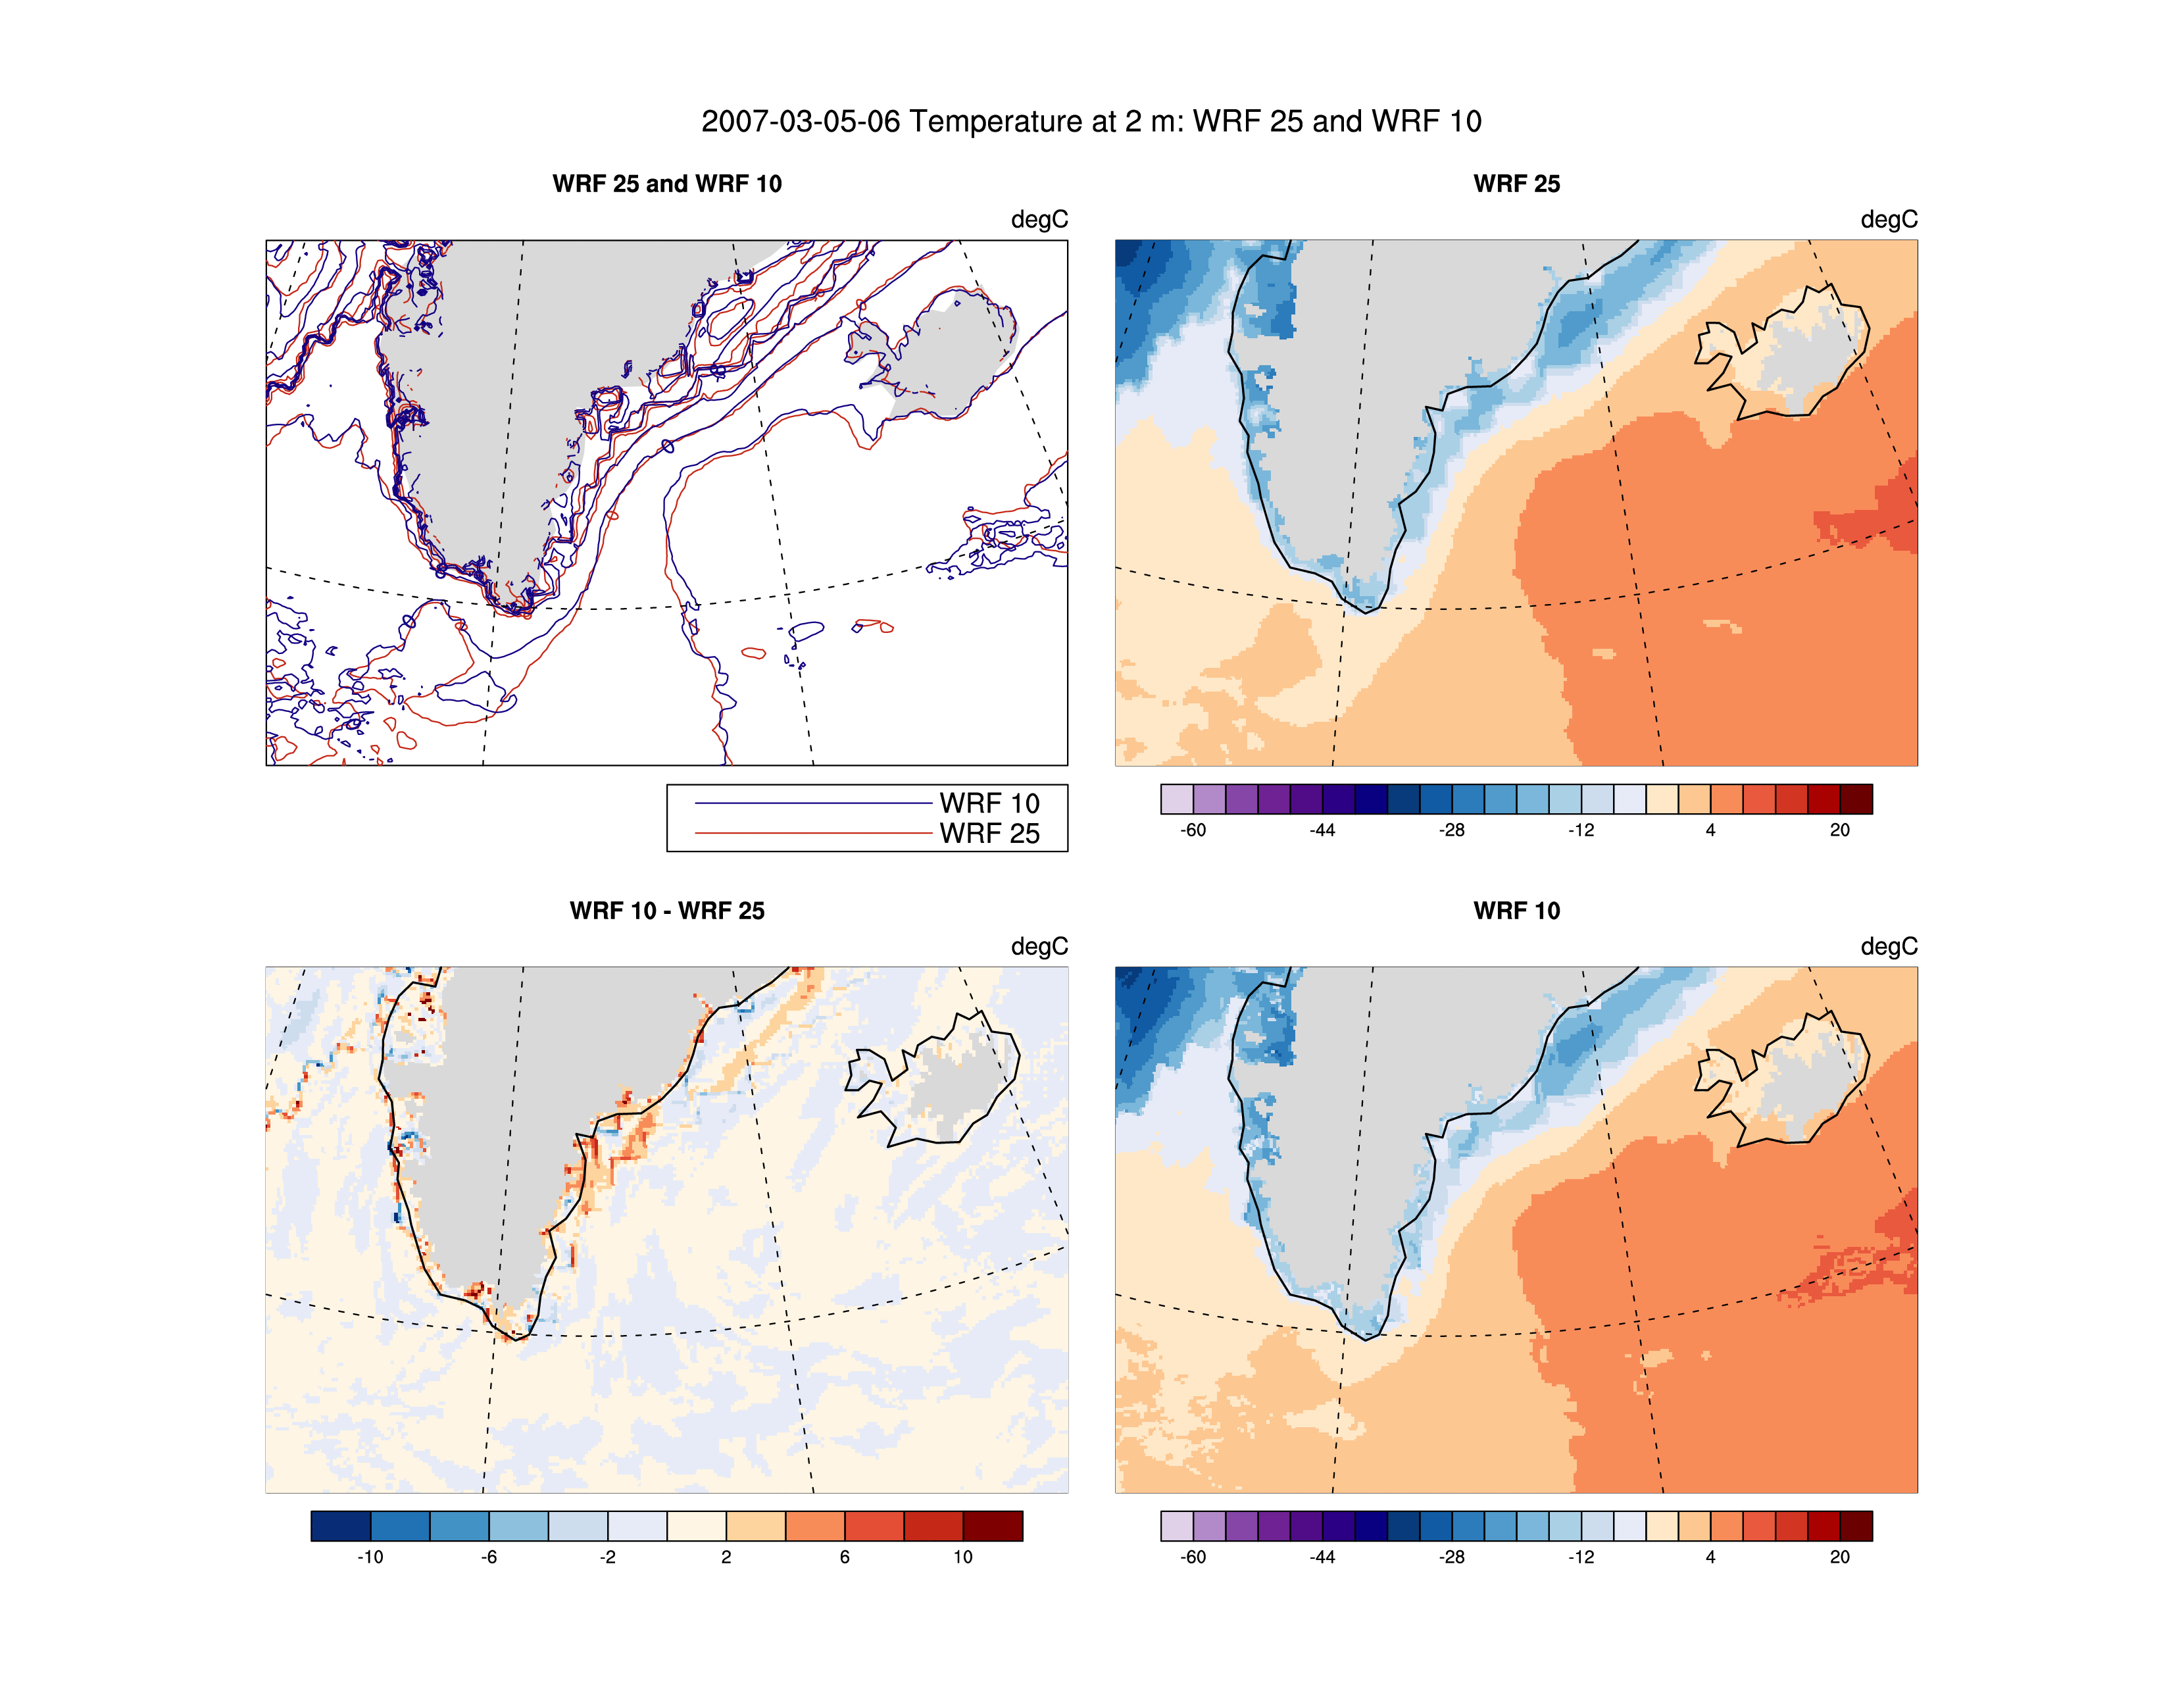 2007-03-05-06 Temperature at 2 m: WRF 25 and WRF 10
WRF 25 and WRF 10
degC
WRF 10
WRF 25
WRF 25
degC
-60 -44 -28 -12 4 20
WRF 10 - WRF 25
degC
-10 -6 -2 2 6 10
WRF 10
degC
-60 -44 -28 -12 4 20